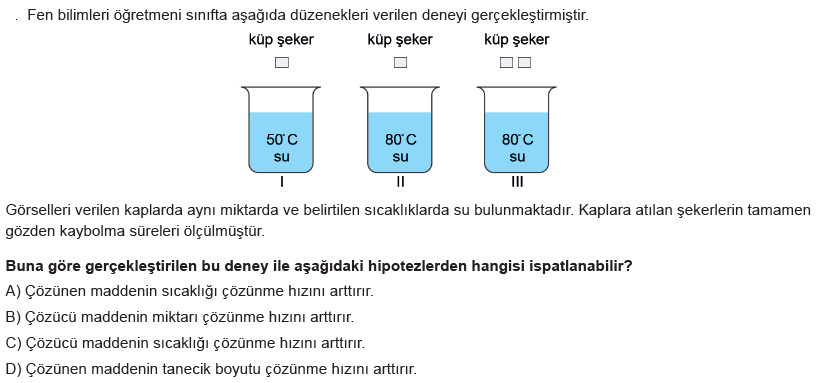 . Fen bilimleri öğretmeni sınıfta aşağıda düzenekleri verilen deneyi gerçekleştirmiştir.
küp şeker küp şeker küp şeker
50°C 80°C 80°C
su su su
I II III
Görselleri verilen kaplarda aynı miktarda ve belirtilen sıcaklıklarda su bulunmaktadır. Kaplara atılan şekerlerin tamamen
gözden kaybolma süreleri ölçülmüştür.
Buna göre gerçekleştirilen bu deney ile aşağıdaki hipotezlerden hangisi ispatlanabilir?
A) Çözünen maddenin sıcaklığı çözünme hızını arttırır.
B) Çözücü maddenin miktarı çözünme hızını arttırır.
C) Çözücü maddenin sıcaklığı çözünme hızını arttırır.
D) Çözünen maddenin tanecik boyutu çözünme hızını arttırır.